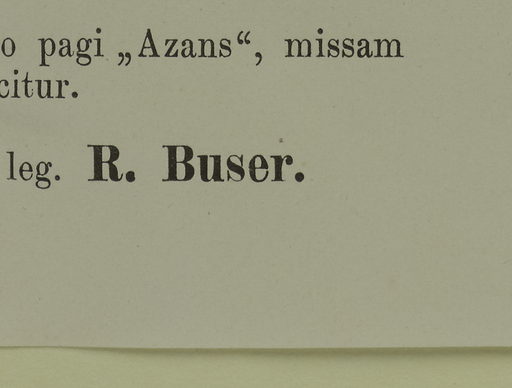 o pagi „Azans“, missam
citur.
leg. R. Buser.